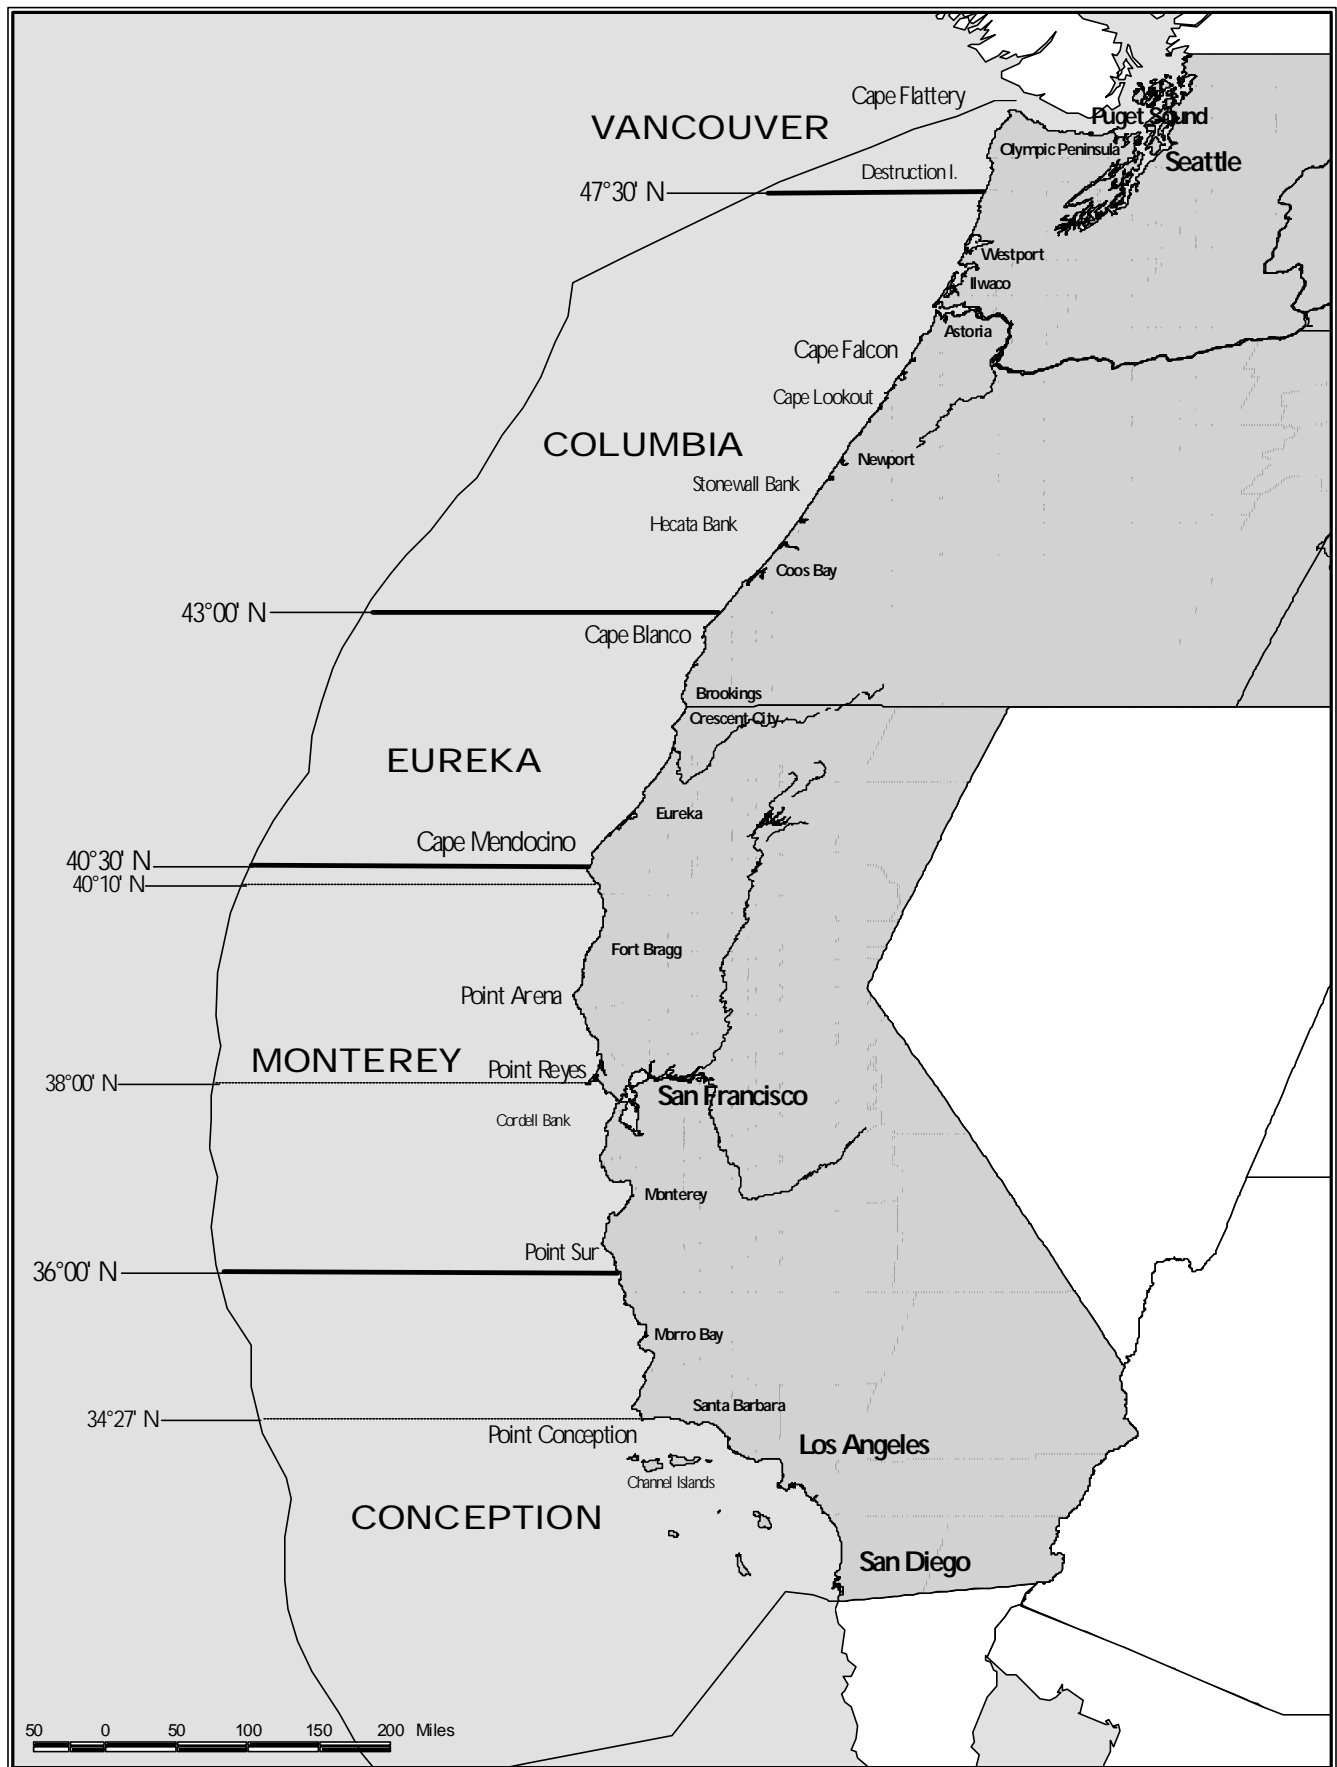 Cape Flattery
VANCOUVER
Puget Sound
Olympic Peninsula
Seattle
Destruction I.
47°30' N
Westport
Ilwaco
Astoria
Cape Falcon
Cape Lookout
COLUMBIA
Newport
Stonewall Bank
Hecata Bank
Coos Bay
43°00' N
Cape Blanco
Brookings
Crescent City
EUREKA
Eureka
Cape Mendocino
40°30' N
40°10' N
Fort Bragg
Point Arena
MONTEREY
Point Reyes
38°00' N
San Francisco
Cordell Bank
Monterey
Point Sur
36°00' N
Morro Bay
Santa Barbara
34°27' N
Point Conception
Los Angeles
Channel Islands
CONCEPTION
San Diego
50 0 50 100 150 200 Miles